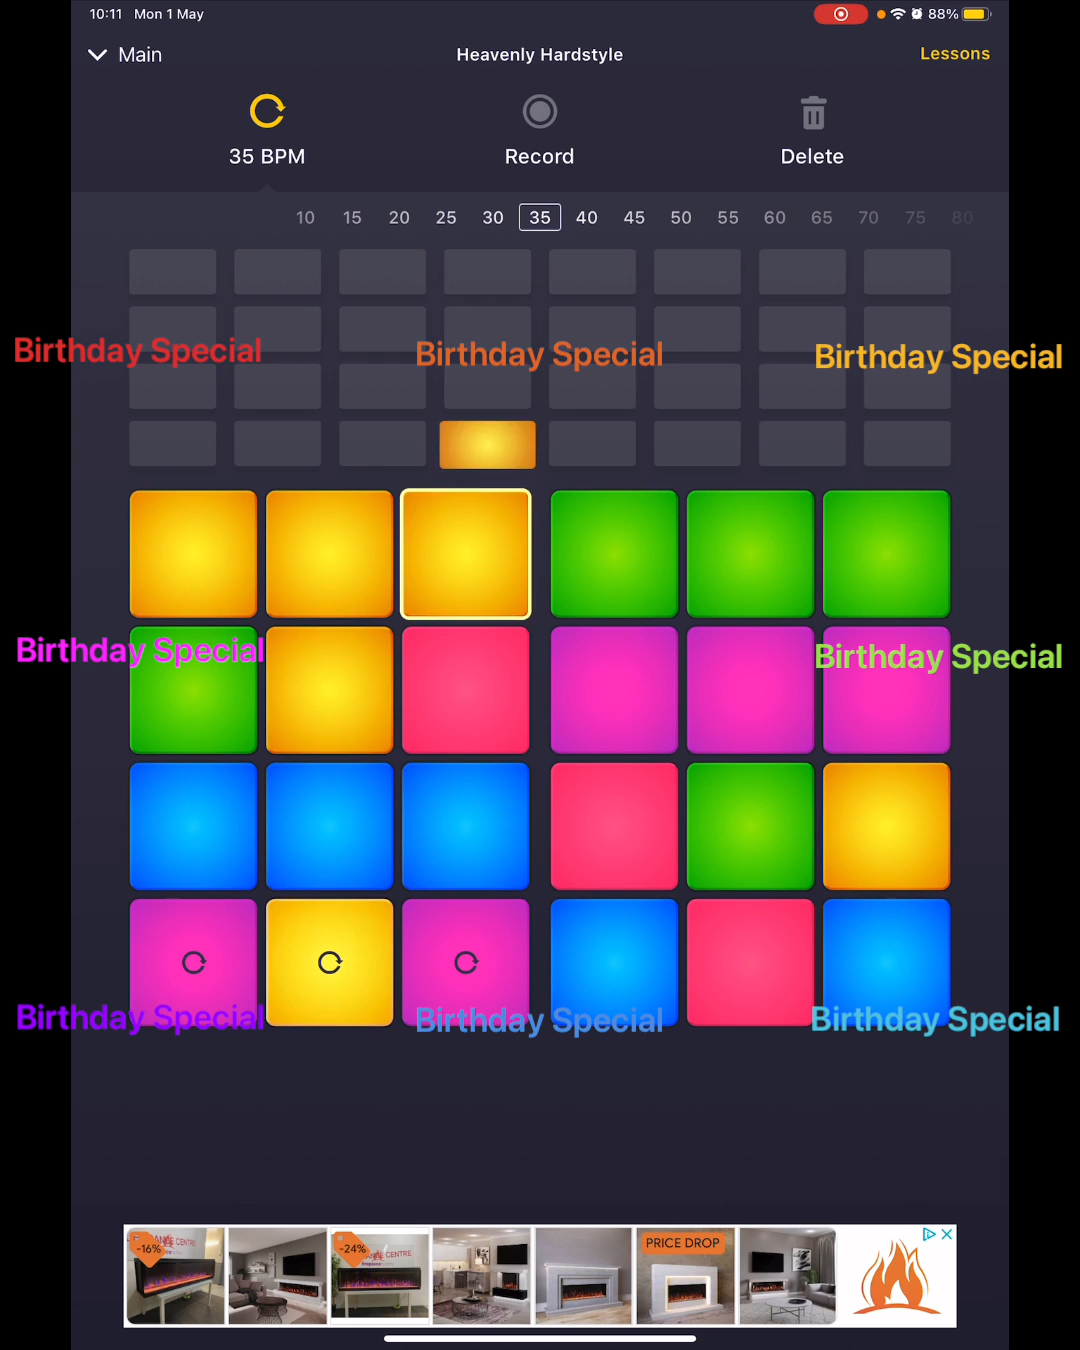 10:11 Mon 1 May
88%
Main
Heavenly Hardstyle
Lessons
35 BPM
Record
Delete
10 15 20 25 30 35 40 45 50 55 60 65 70 75 80
Birthday Special
Birthday Special
Birthday Special
Birthday Special
Birthday Special
Birthday Special
Birthday Special
Birthday Special
-16%
CENTRE
-24%
CENTRE
PRICE DROP